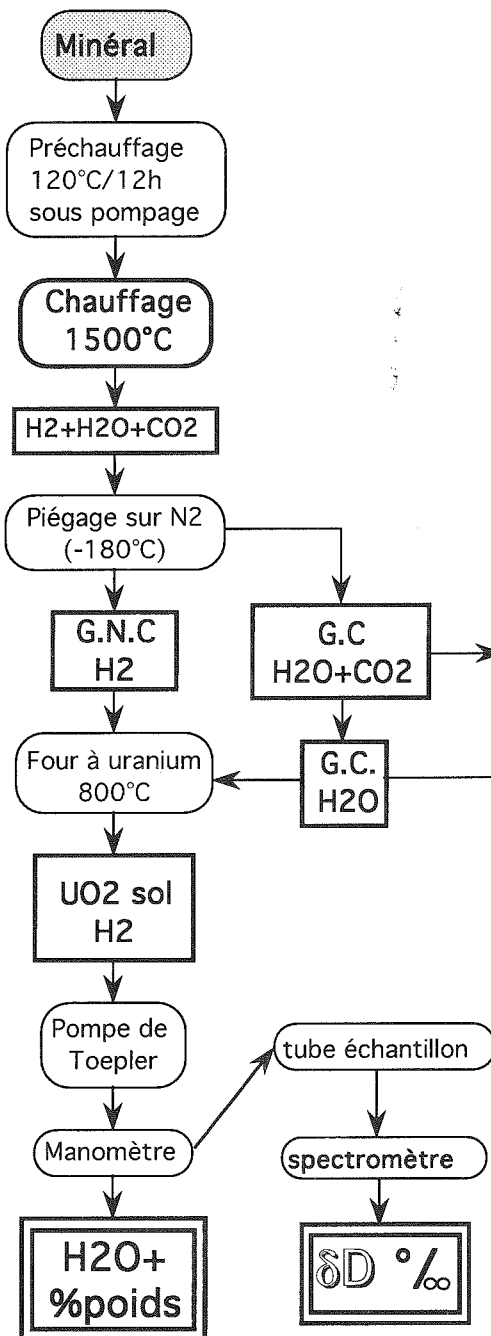 Minéral
Préchauffage
120°C/12h
sous pompage
Chauffage
1500°C
H2+H2O+CO2
Piégage sur N2
(-180°C)
G.N.C
H2
G.C
H2O+CO2
Four à uranium
800°C
G.C.
H2O
UO2 sol
H2
Pompe de
Toepler
tube échantillon
Manomètre
spectromètre
H2O+
%poids
δD °‰